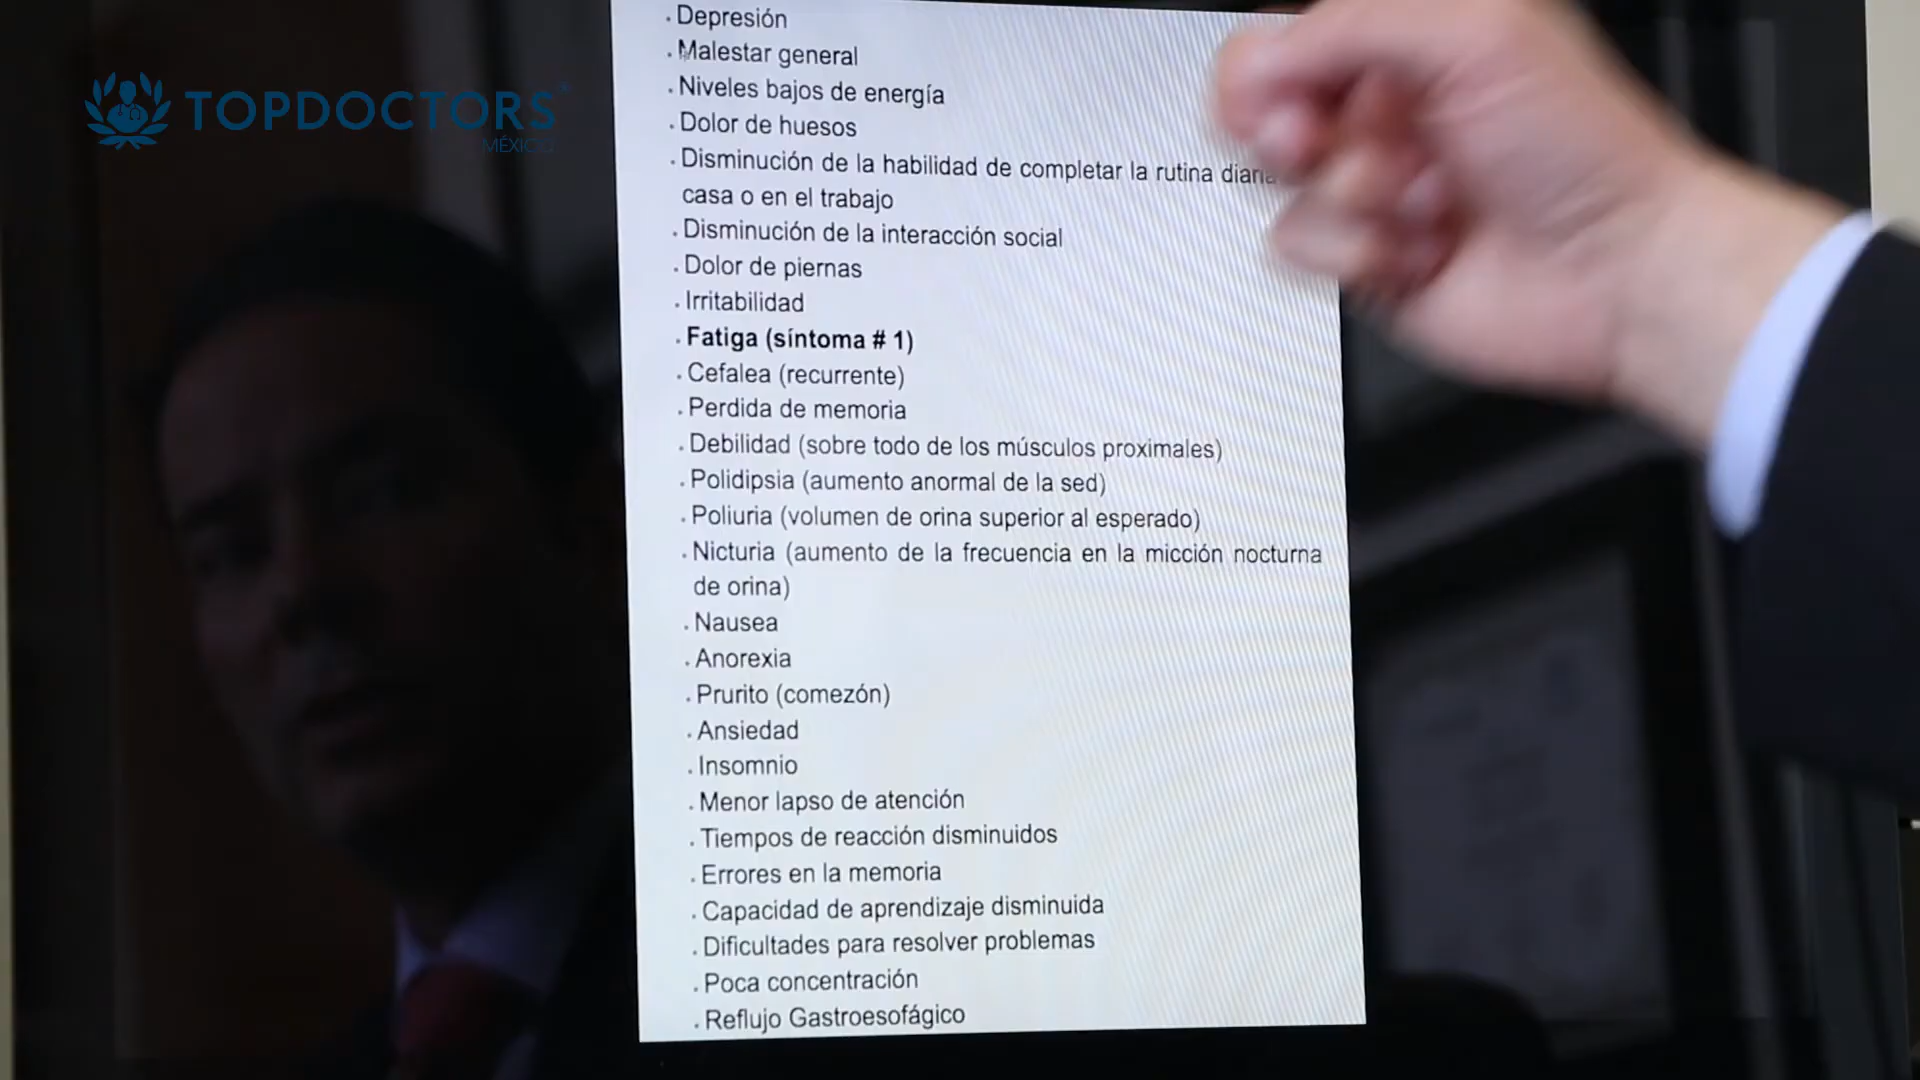 TOPDOCTORS
MÉXICO
. Depresión
. Malestar general
. Niveles bajos de energía
. Dolor de huesos
. Disminución de la habilidad de completar la rutina diaria
casa o en el trabajo
. Disminución de la interacción social
. Dolor de piernas
. Irritabilidad
. Fatiga (síntoma # 1)
. Cefalea (recurrente)
. Perdida de memoria
. Debilidad (sobre todo de los músculos proximales)
. Polidipsia (aumento anormal de la sed)
. Poliuria (volumen de orina superior al esperado)
. Nicturia (aumento de la frecuencia en la micción nocturna
de orina)
. Nausea
. Anorexia
. Prurito (comezón)
. Ansiedad
. Insomnio
. Menor lapso de atención
. Tiempos de reacción disminuidos
. Errores en la memoria
. Capacidad de aprendizaje disminuida
. Dificultades para resolver problemas
. Poca concentración
. Reflujo Gastroesofágico